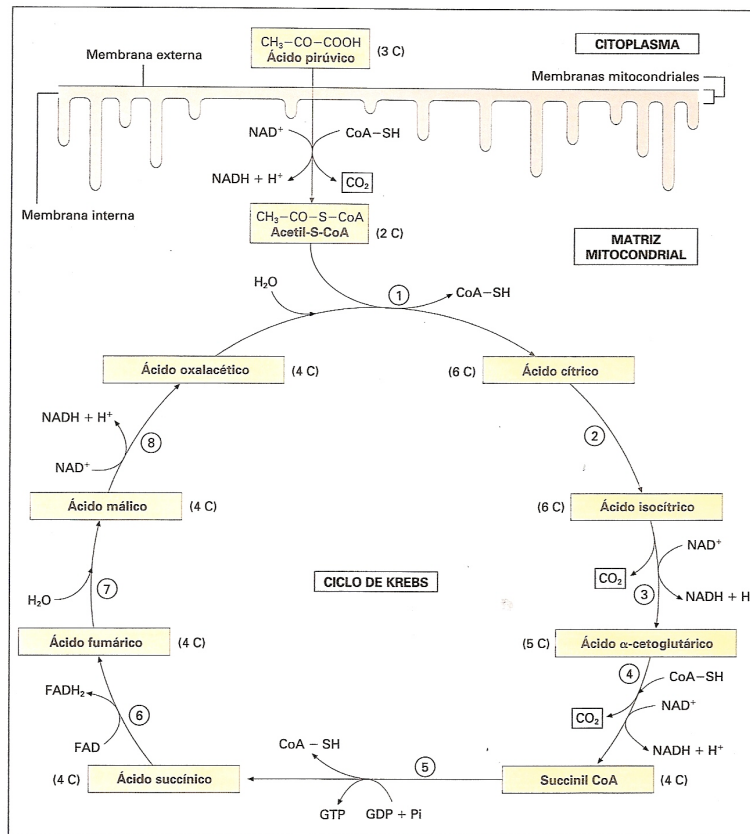 CH₃–CO–COOH
Ácido pirúvico
(3 C)
CITOPLASMA
Membrana externa
Membranas mitocondriales
NAD⁺
CoA–SH
NADH + H⁺
CO₂
Membrana interna
CH₃–CO–S–CoA
Acetil-S-CoA
(2 C)
MATRIZ
MITOCONDRIAL
H₂O
1
CoA–SH
Ácido oxalacético
(4 C)
(6 C)
Ácido cítrico
NADH + H⁺
8
NAD⁺
2
Ácido málico
(4 C)
(6 C)
Ácido isocítrico
NAD⁺
CO₂
CICLO DE KREBS
7
H₂O
3
NADH + H
Ácido fumárico
(4 C)
(5 C)
Ácido α-cetoglutárico
4
CoA–SH
FADH₂
6
CO₂
NAD⁺
FAD
NADH + H⁺
CoA – SH
5
(4 C)
Ácido succínico
Succinil CoA
(4 C)
GTP
GDP + Pi